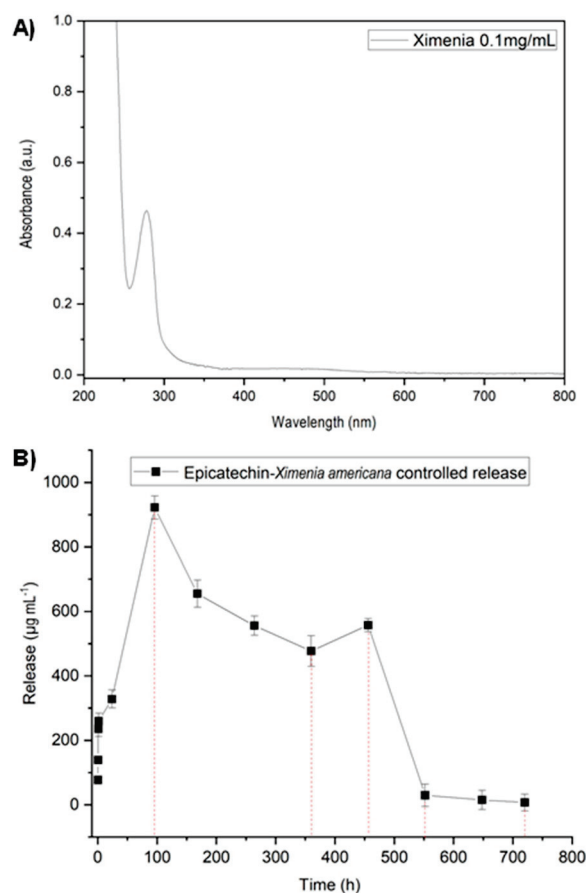 A)
Ximenia 0.1mg/mL
1.0
0.8
0.6
0.4
0.2
0.0
Absorbance (a.u.)
200 300 400 500 600 700 800
Wavelength (nm)
B)
Epicatechin-Ximenia americana controlled release
1000
800
600
400
200
0
Release (µg mL⁻¹)
0 100 200 300 400 500 600 700 800
Time (h)